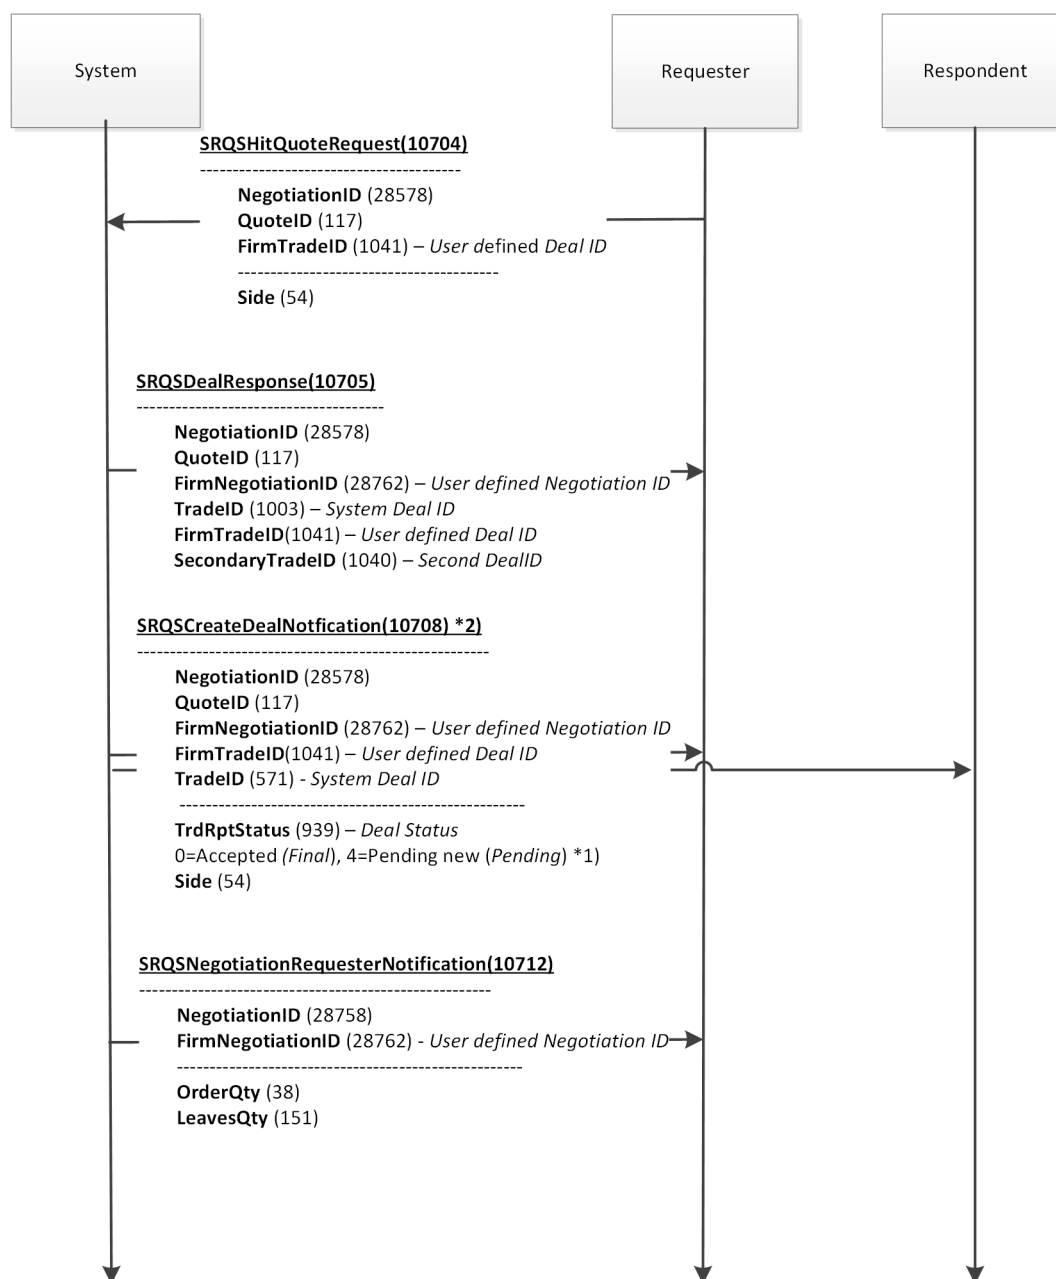 System
Requester
Respondent
SRQSHitQuoteRequest(10704)
----------------------------------------
NegotiationID (28578)
QuoteID (117)
FirmTradeID (1041) – User defined Deal ID
----------------------------------------
Side (54)
SRQSDealResponse(10705)
--------------------------------------
NegotiationID (28578)
QuoteID (117)
FirmNegotiationID (28762) – User defined Negotiation ID
TradeID (1003) – System Deal ID
FirmTradeID(1041) – User defined Deal ID
SecondaryTradeID (1040) – Second DealID
SRQSCreateDealNotfication(10708) *2)
------------------------------------------------------
NegotiationID (28578)
QuoteID (117)
FirmNegotiationID (28762) – User defined Negotiation ID
FirmTradeID(1041) – User defined Deal ID
TradeID (571) - System Deal ID
-----------------------------------------------------
TrdRptStatus (939) – Deal Status
0=Accepted (Final), 4=Pending new (Pending) *1)
Side (54)
SRQSNegotiationRequesterNotification(10712)
------------------------------------------------------
NegotiationID (28758)
FirmNegotiationID (28762) - User defined Negotiation ID
-----------------------------------------------------
OrderQty (38)
LeavesQty (151)